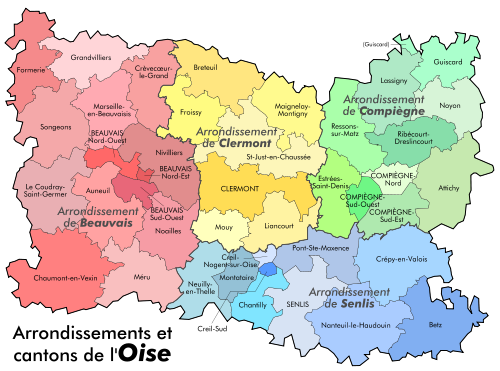 (Guiscard)
Guiscard
Breteuil
Grandvilliers
Formerie
Crèvecœur-
le-Grand
Lassigny
Noyon
Marseille-
en-Beauvaisis
Froissy
Maignelay-
Montigny
Arrondissement
de Compiègne
Ressons-
sur-Matz
Ribécourt-
Dreslincourt
Songeons
BEAUVAIS
Nord-Ouest
Arrondissement
de Clermont
Nivilliers
St-Just-en-Chaussée
BEAUVAIS
Nord-Est
Estrées-
Saint-Denis
COMPIÈGNE-
Nord
Attichy
Le Coudray-
Saint-Germer
Auneuil
CLERMONT
COMPIÈGNE-
Sud-Ouest
COMPIÈGNE-
Sud-Est
Arrondissement
de Beauvais
BEAUVAIS
Sud-Ouest
Noailles
Mouy
Liancourt
Pont-Ste-Maxence
Crépy-en-Valois
Creil-
Nogent-sur-Oise
Chaumont-en-Vexin
Méru
Montataire
Neuilly-
en-Thelle
Chantilly
SENLIS
Arrondissement
de Senlis
Creil-Sud
Nanteuil-le-Haudouin
Betz
Arrondissements et
cantons de l'Oise